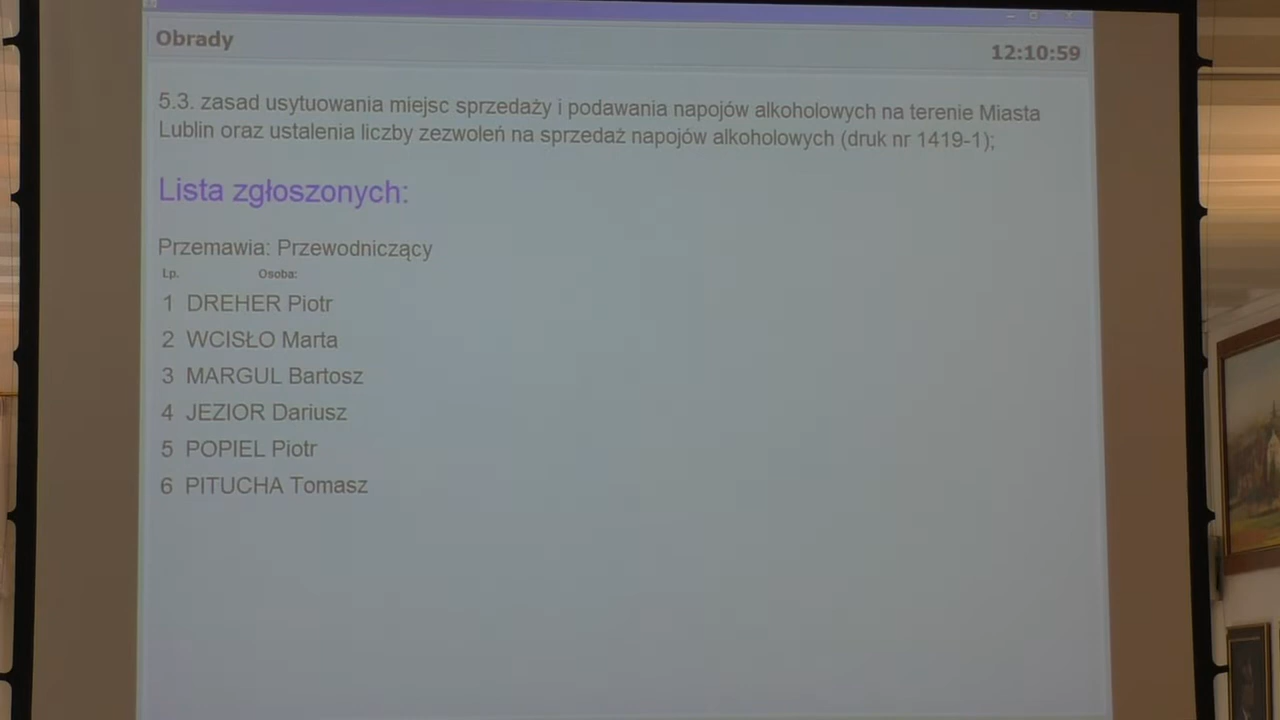 Obrady
12:10:59
5.3. zasad usytuowania miejsc sprzedaży i podawania napojów alkoholowych na terenie Miasta
Lublin oraz ustalenia liczby zezwoleń na sprzedaż napojów alkoholowych (druk nr 1419-1);
Lista zgłoszonych:
Przemawia: Przewodniczący
Lp. Osoba:
1 DREHER Piotr
2 WCISŁO Marta
3 MARGUL Bartosz
4 JEZIOR Dariusz
5 POPIEL Piotr
6 PITUCHA Tomasz